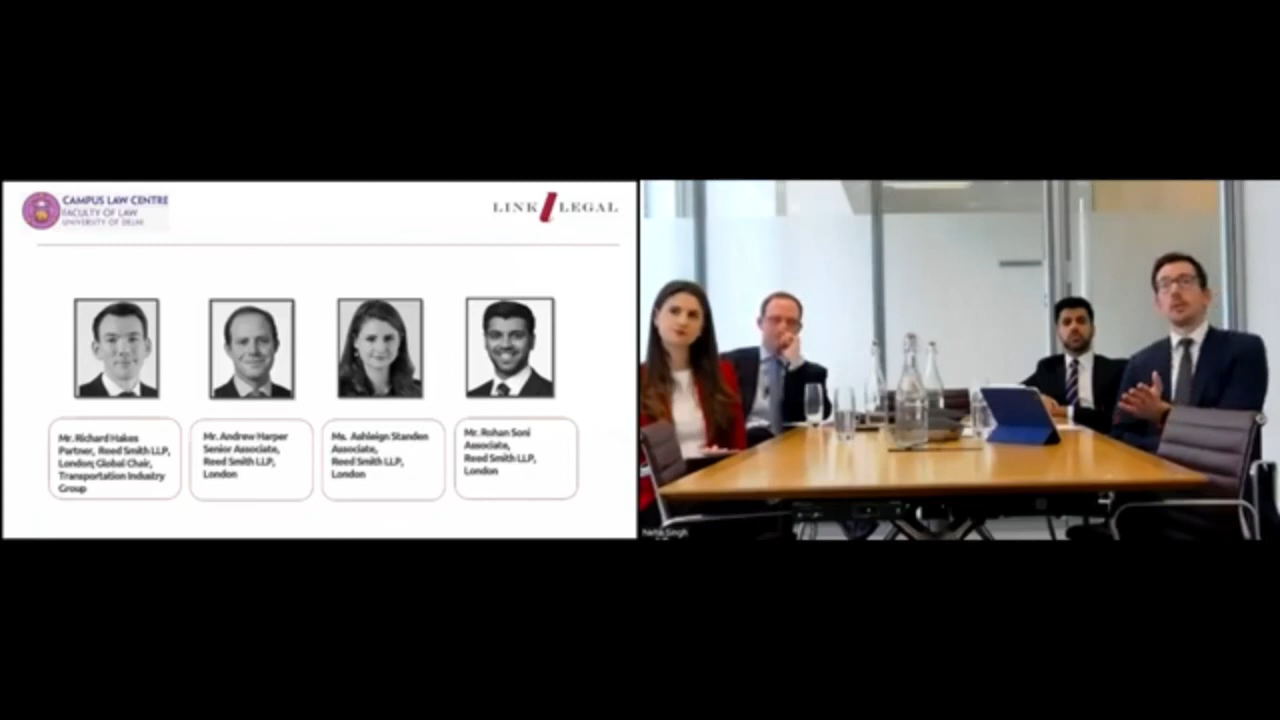 CAMPUS LAW CENTRE
FACULTY OF LAW
UNIVERSITY OF DELHI
LINK LEGAL
Mr. Richard Hakes
Partner, Reed Smith LLP,
London; Global Chair,
Transportation Industry
Group
Mr. Andrew Harper
Senior Associate,
Reed Smith LLP,
London
Ms. Ashleign Standen
Associate,
Reed Smith LLP,
London
Mr. Rohan Soni
Associate,
Reed Smith LLP,
London